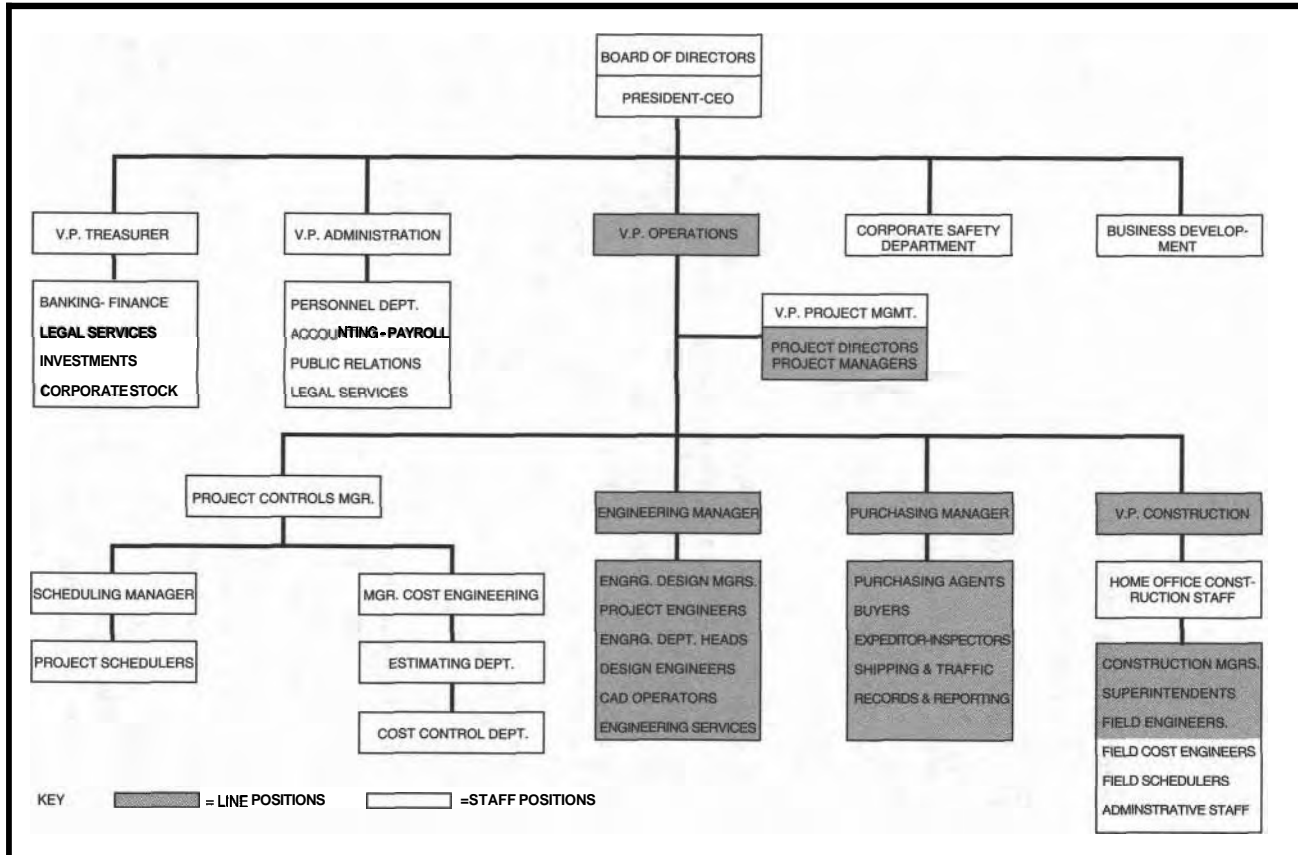 BOARD OF DIRECTORS
PRESIDENT-CEO
V.P. TREASURER
V.P. ADMINISTRATION
V.P. OPERATIONS
CORPORATE SAFETY
DEPARTMENT
BUSINESS DEVELOP-
MENT
BANKING- FINANCE
LEGAL SERVICES
INVESTMENTS
CORPORATE STOCK
PERSONNEL DEPT.
ACCOUNTING - PAYROLL
PUBLIC RELATIONS
LEGAL SERVICES
V.P. PROJECT MGMT.
PROJECT DIRECTORS
PROJECT MANAGERS
PROJECT CONTROLS MGR.
ENGINEERING MANAGER
PURCHASING MANAGER
V.P. CONSTRUCTION
SCHEDULING MANAGER
PROJECT SCHEDULERS
MGR. COST ENGINEERING
ESTIMATING DEPT.
COST CONTROL DEPT.
ENGRG. DESIGN MGRS.
PROJECT ENGINEERS
ENGRG. DEPT. HEADS
DESIGN ENGINEERS
CAD OPERATORS
ENGINEERING SERVICES
PURCHASING AGENTS
BUYERS
EXPEDITOR-INSPECTORS
SHIPPING & TRAFFIC
RECORDS & REPORTING
HOME OFFICE CONST-
RUCTION STAFF
CONSTRUCTION MGRS.
SUPERINTENDENTS
FIELD ENGINEERS.
FIELD COST ENGINEERS
FIELD SCHEDULERS
ADMINSTRATIVE STAFF
KEY
= LINE POSITIONS
=STAFF POSITIONS